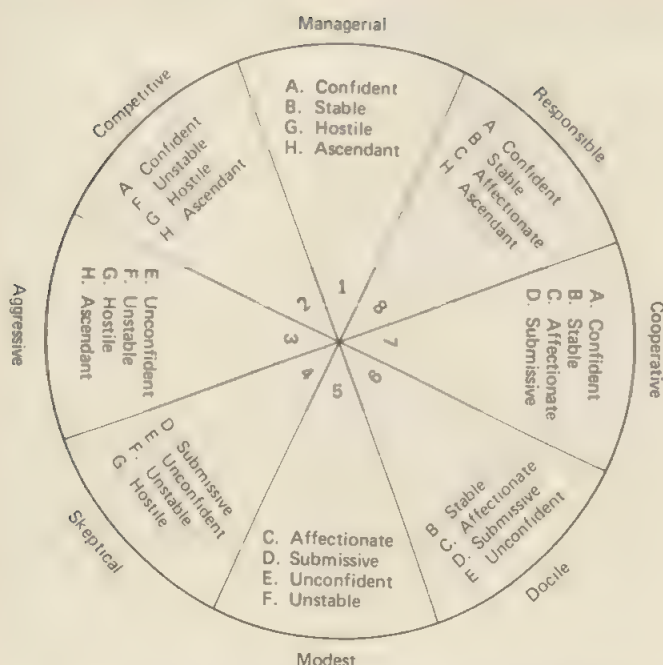 Managerial
A. Confident
B. Stable
G. Hostile
H. Ascendant
Responsible
A Confident
B Stable
C Affectionate
H Ascendant
Cooperative
A. Confident
B. Stable
C. Affectionate
D. Submissive
Docile
B Stable
C. Affectionate
D. Submissive
E Unconfident
Modest
C. Affectionate
D. Submissive
E. Unconfident
F. Unstable
Skeptical
D Submissive
E Unconfident
F. Unstable
G Hostile
Aggressive
E. Unconfident
F. Unstable
G. Hostile
H. Ascendant
Competitive
A Confident
F Unstable
G Hostile
H Ascendant
1
8
7
6
5
4
3
2